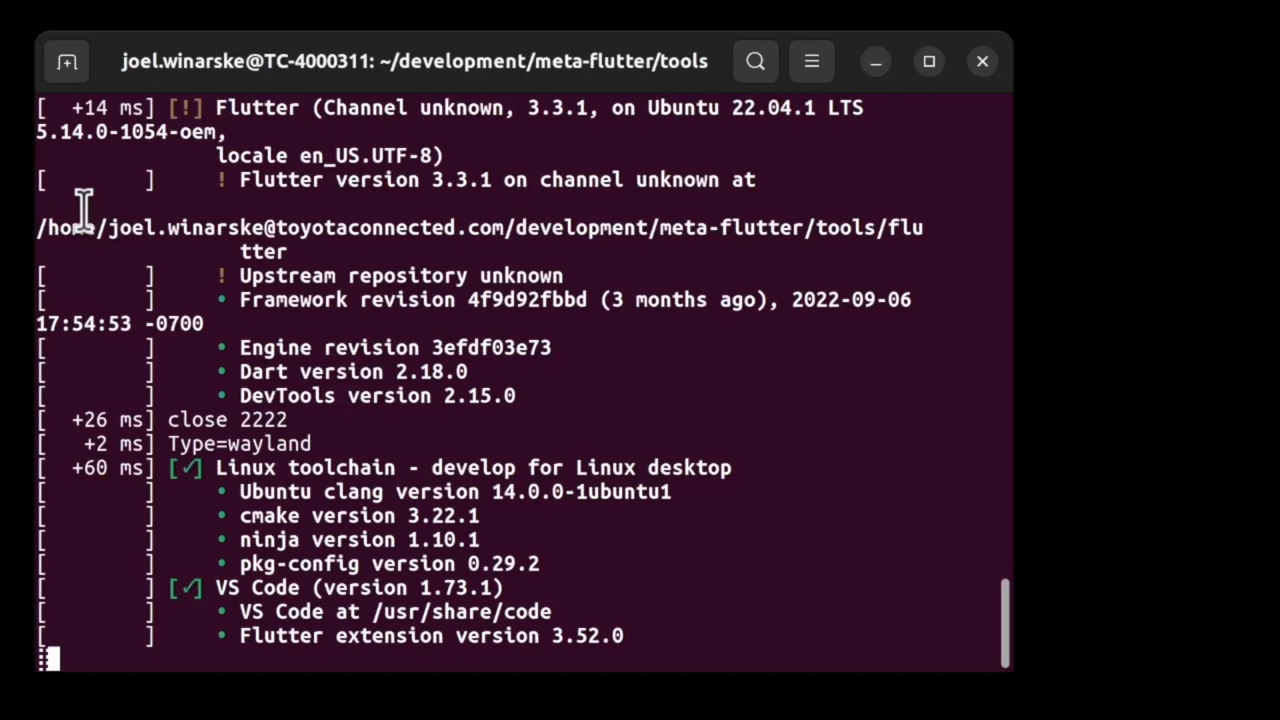 joel.winarske@TC-4000311: ~/development/meta-flutter/tools
[  +14 ms] [!] Flutter (Channel unknown, 3.3.1, on Ubuntu 22.04.1 LTS
5.14.0-1054-oem,
locale en_US.UTF-8)
[        ]     ! Flutter version 3.3.1 on channel unknown at
/home/joel.winarske@toyotaconnected.com/development/meta-flutter/tools/flu
tter
[        ]     ! Upstream repository unknown
[        ]     • Framework revision 4f9d92fbbd (3 months ago), 2022-09-06
17:54:53 -0700
[        ]     • Engine revision 3efdf03e73
[        ]     • Dart version 2.18.0
[        ]     • DevTools version 2.15.0
[  +26 ms] close 2222
[   +2 ms] Type=wayland
[  +60 ms] [✓] Linux toolchain - develop for Linux desktop
[        ]     • Ubuntu clang version 14.0.0-1ubuntu1
[        ]     • cmake version 3.22.1
[        ]     • ninja version 1.10.1
[        ]     • pkg-config version 0.29.2
[        ] [✓] VS Code (version 1.73.1)
[        ]     • VS Code at /usr/share/code
[        ]     • Flutter extension version 3.52.0